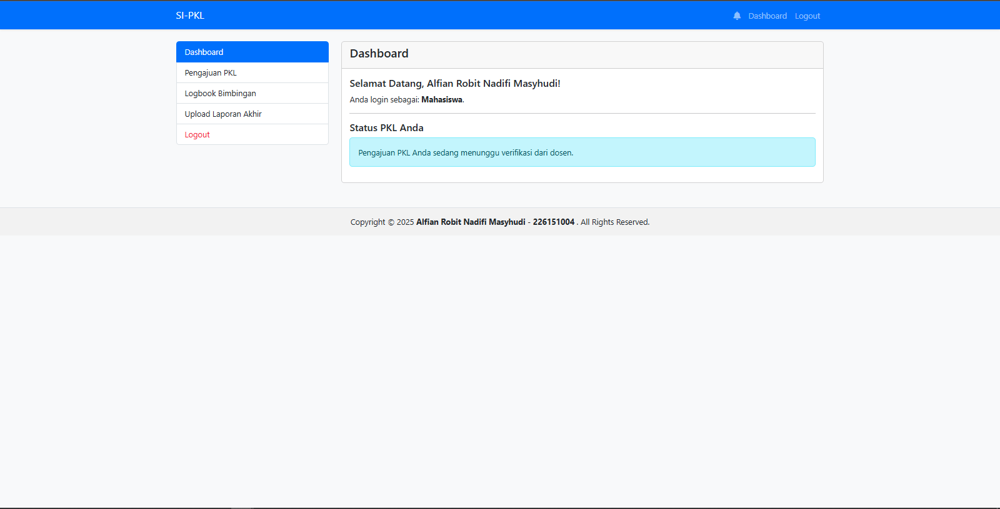 SI-PKL
Dashboard Logout
Dashboard
Pengajuan PKL
Logbook Bimbingan
Upload Laporan Akhir
Logout
Dashboard
Selamat Datang, Alfian Robit Nadifi Masyhudi!
Anda login sebagai: Mahasiswa.
Status PKL Anda
Pengajuan PKL Anda sedang menunggu verifikasi dari dosen.
Copyright © 2025 Alfian Robit Nadifi Masyhudi - 226151004 . All Rights Reserved.